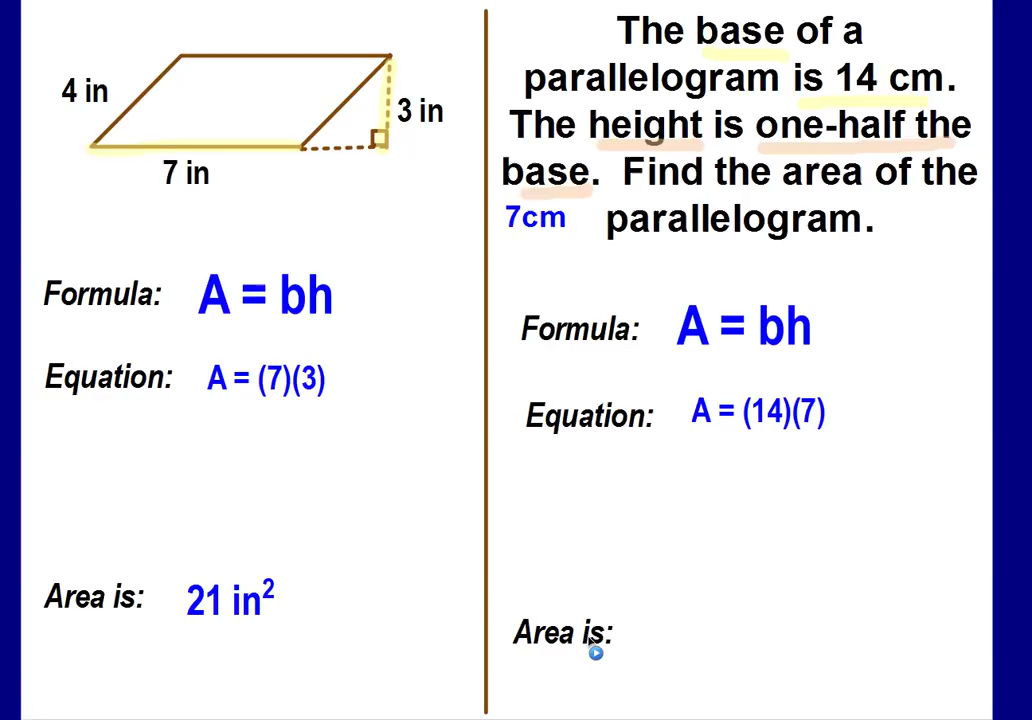 4 in
3 in
7 in
Formula: A = bh
Equation: A = (7)(3)
Area is: 21 in²
The base of a
parallelogram is 14 cm.
The height is one-half the
base. Find the area of the
7cm parallelogram.
Formula: A = bh
Equation: A = (14)(7)
Area is: